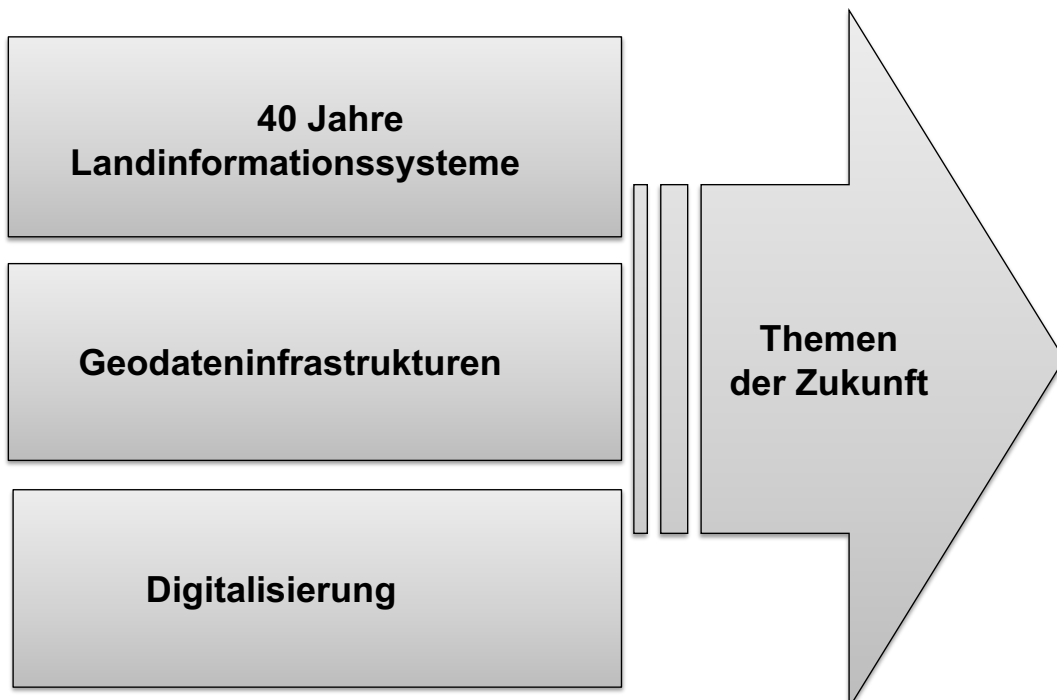 40 Jahre
Landinformationssysteme
Geodateninfrastrukturen
Digitalisierung
Themen
der Zukunft